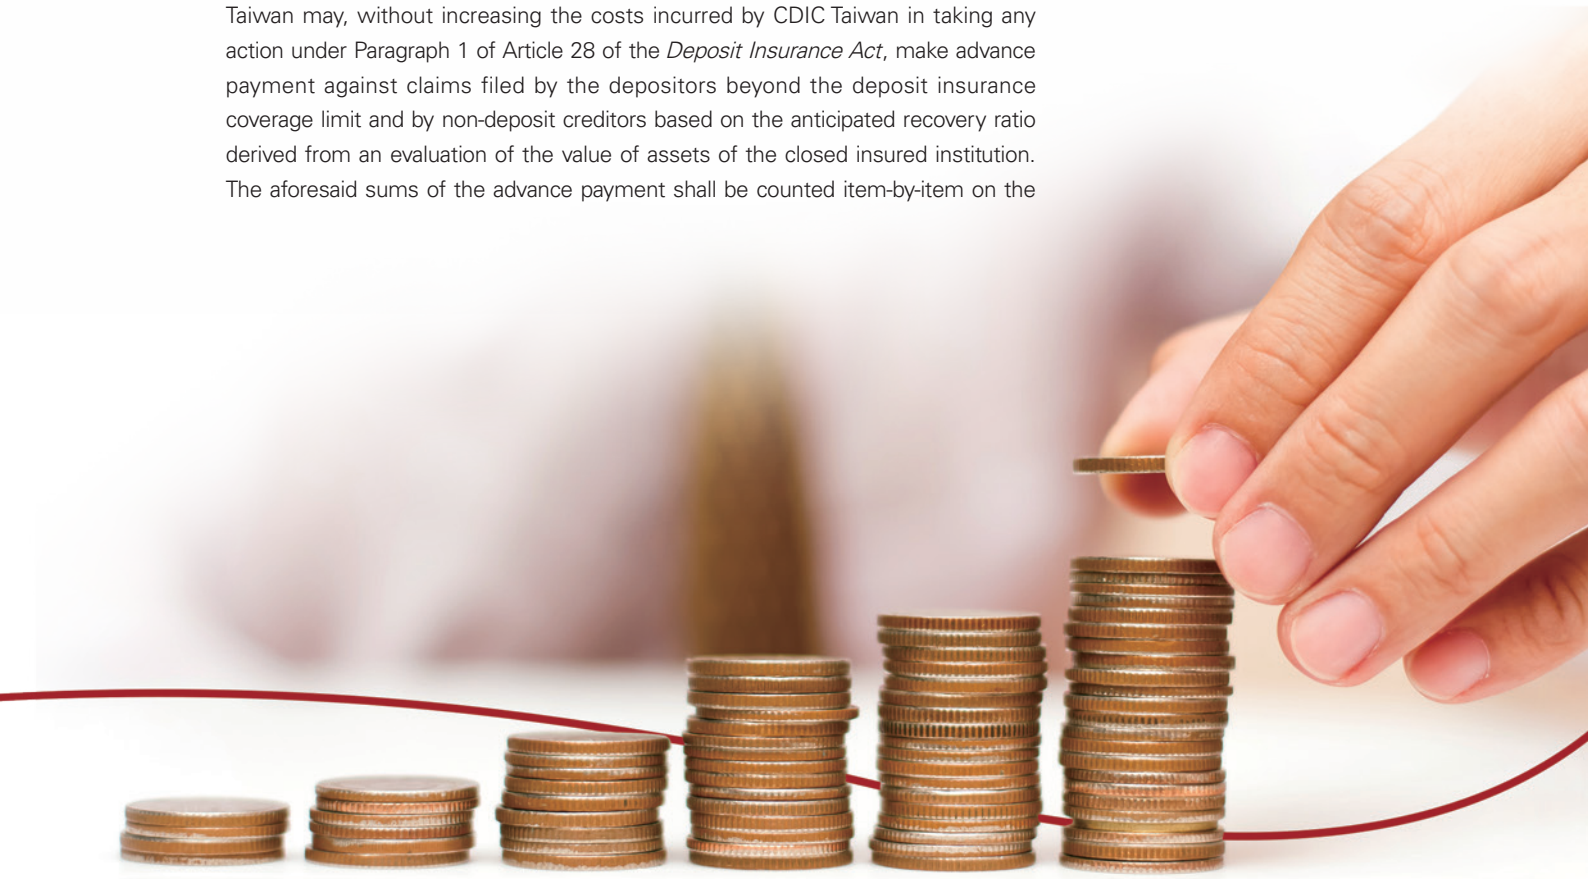 Taiwan may, without increasing the costs incurred by CDIC Taiwan in taking any
action under Paragraph 1 of Article 28 of the Deposit Insurance Act, make advance
payment against claims filed by the depositors beyond the deposit insurance
coverage limit and by non-deposit creditors based on the anticipated recovery ratio
derived from an evaluation of the value of assets of the closed insured institution.
The aforesaid sums of the advance payment shall be counted item-by-item on the